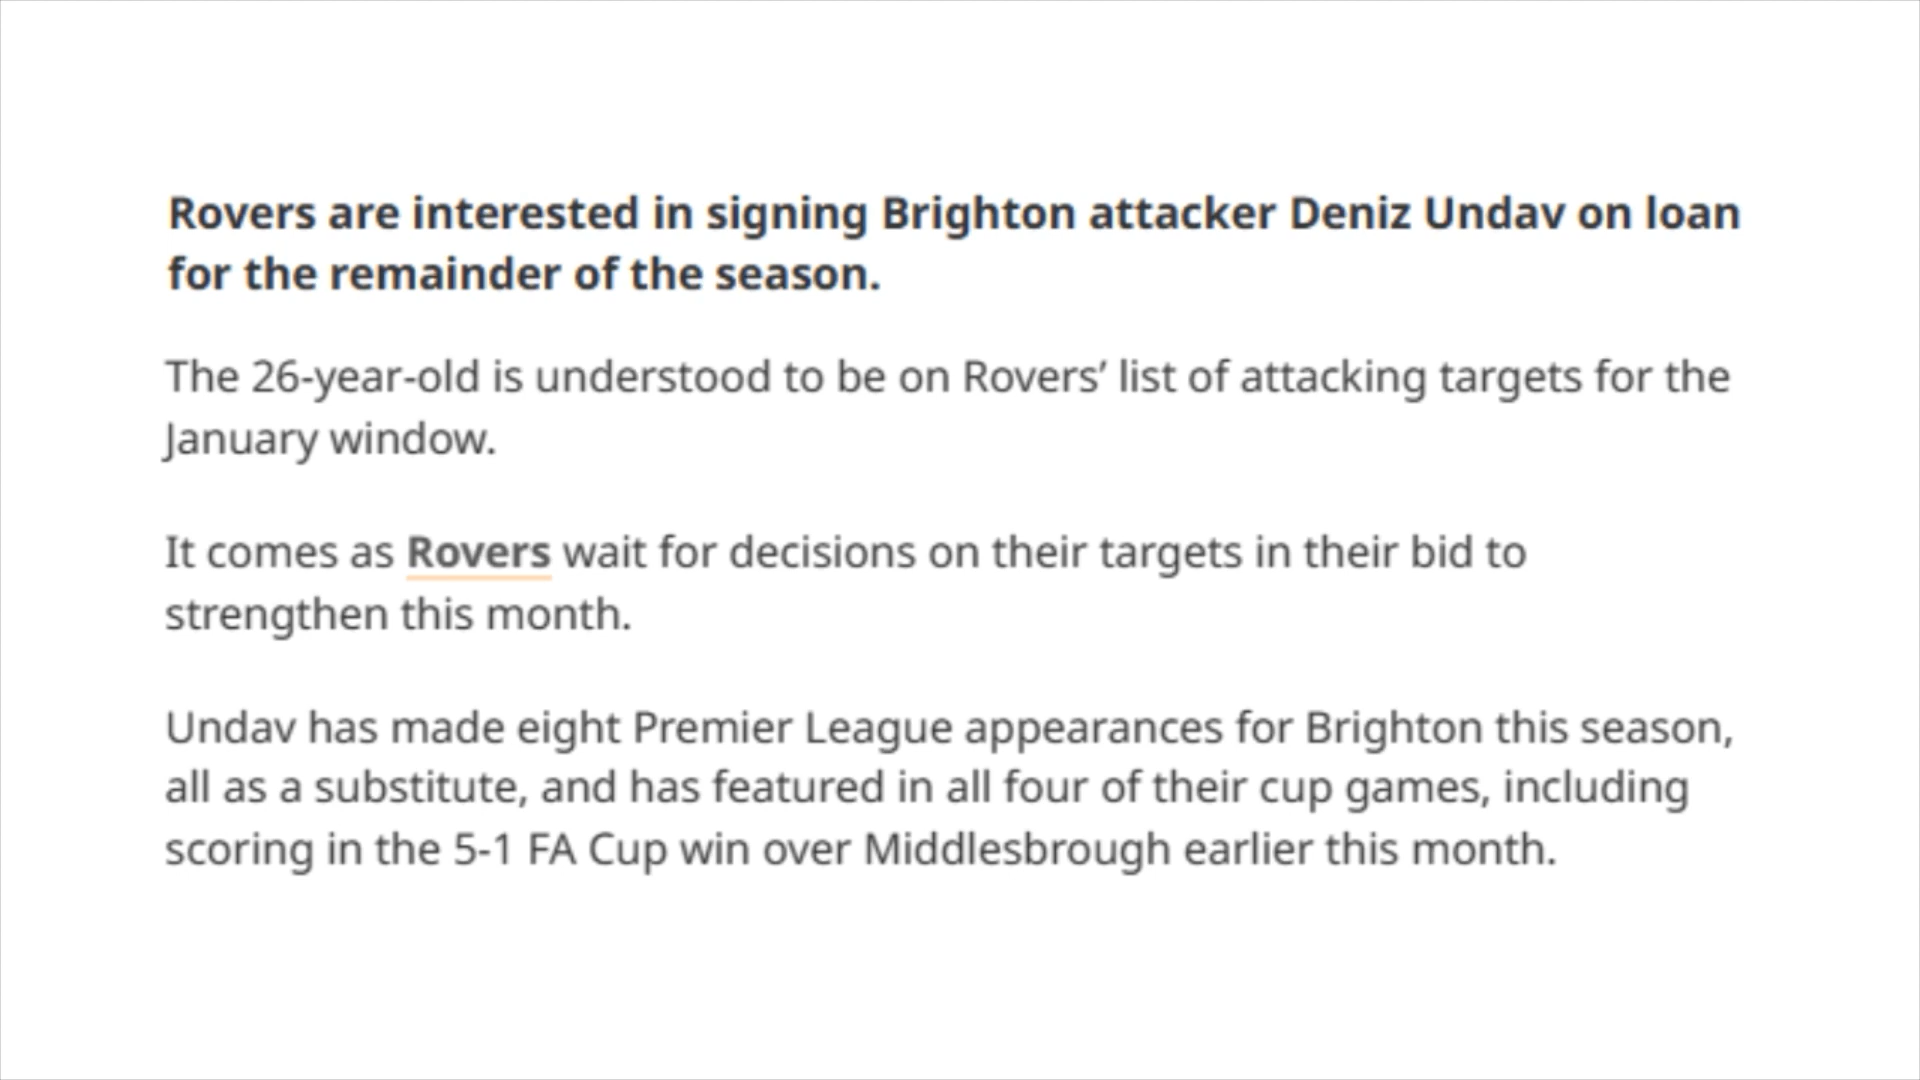 Rovers are interested in signing Brighton attacker Deniz Undav on loan
for the remainder of the season.
The 26-year-old is understood to be on Rovers’ list of attacking targets for the
January window.
It comes as Rovers wait for decisions on their targets in their bid to
strengthen this month.
Undav has made eight Premier League appearances for Brighton this season,
all as a substitute, and has featured in all four of their cup games, including
scoring in the 5-1 FA Cup win over Middlesbrough earlier this month.